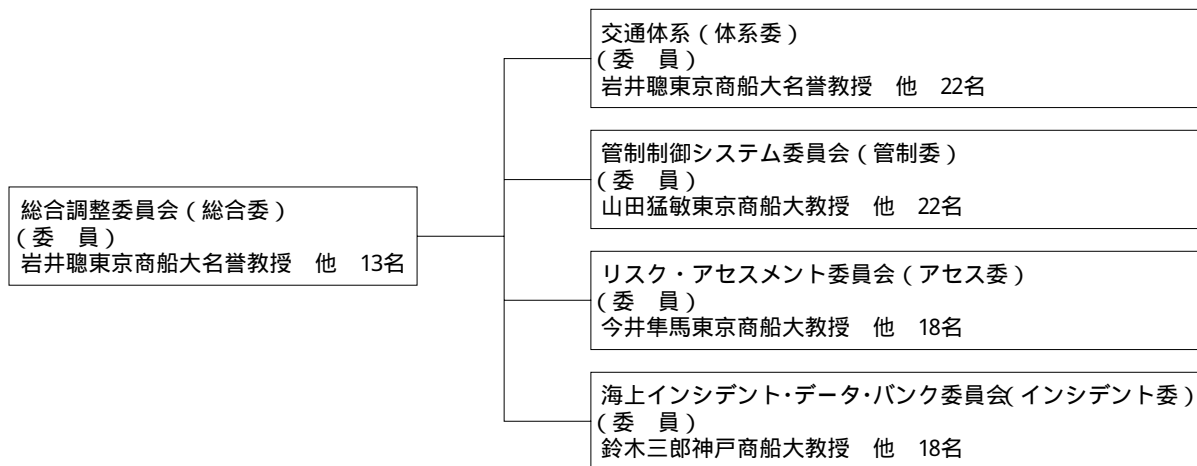 総合調整委員会（総合委）
（委　員）
岩井聰東京商船大名誉教授　他　13名
交通体系（体系委）
（委　員）
岩井聰東京商船大名誉教授　他　22名
管制制御システム委員会（管制委）
（委　員）
山田猛敏東京商船大教授　他　22名
リスク・アセスメント委員会（アセス委）
（委　員）
今井隼馬東京商船大教授　他　18名
海上インシデント･データ･バンク委員会（インシデント委）
（委　員）
鈴木三郎神戸商船大教授　他　18名